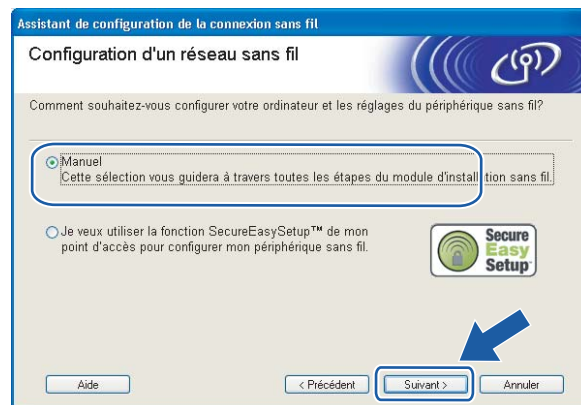 Assistant de configuration de la connexion sans fil
Configuration d'un réseau sans fil
Comment souhaitez-vous configurer votre ordinateur et les réglages du périphérique sans fil?
Manuel
Cette sélection vous guidera à travers toutes les étapes du module d'installation sans fil.
Je veux utiliser la fonction SecureEasySetup™ de mon
point d'accès pour configurer mon périphérique sans fil.
Secure
Easy
Setup
Aide
< Précédent
Suivant >
Annuler